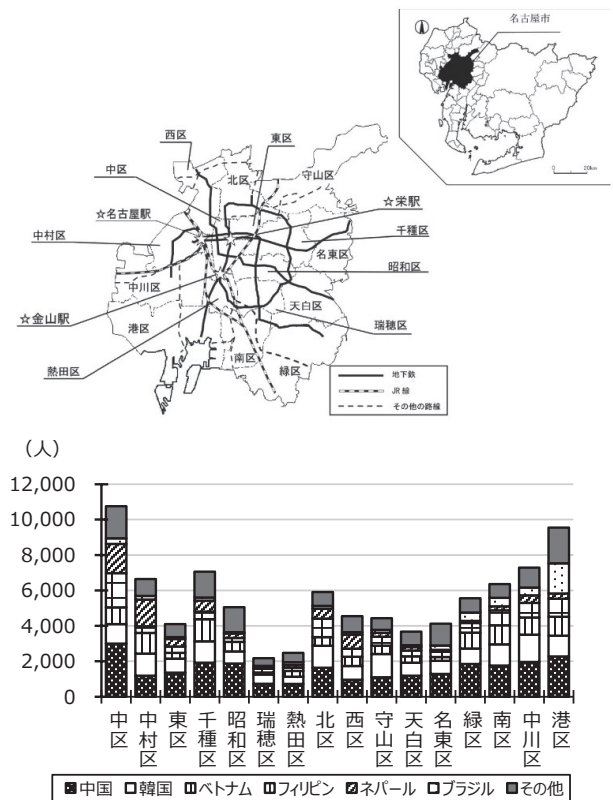 名古屋市
0 20km
西区
東区
北区
守山区
中区
☆栄駅
☆名古屋駅
千種区
中村区
名東区
昭和区
中川区
天白区
☆金山駅
港区
瑞穂区
南区
緑区
熱田区
地下鉄
JR線
その他の路線
（人）
12,000
10,000
8,000
6,000
4,000
2,000
0
中区 中村区 東区 千種区 昭和区 瑞穂区 熱田区 北区 西区 守山区 天白区 名東区 緑区 南区 中川区 港区
中国 韓国 ベトナム フィリピン ネパール ブラジル その他